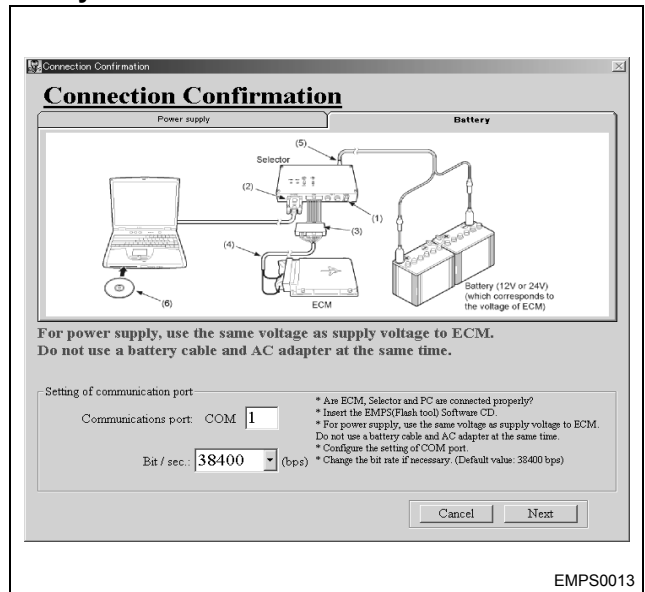 Connection Confirmation
Connection Confirmation
Power supply
Battery
(5)
Selector
(2)
(1)
(3)
(4)
(6)
ECM
Battery (12V or 24V)
(which corresponds to
the voltage of ECM)
For power supply, use the same voltage as supply voltage to ECM.
Do not use a battery cable and AC adapter at the same time.
Setting of communication port
Communications port: COM 1
Bit / sec.: 38400 (bps)
* Are ECM, Selector and PC are connected properly?
* Insert the EMPS(Flash tool) Software CD.
* For power supply, use the same voltage as supply voltage to ECM.
Do not use a battery cable and AC adapter at the same time.
* Configure the setting of COM port.
* Change the bit rate if necessary. (Default value: 38400 bps)
Cancel
Next
EMPS0013